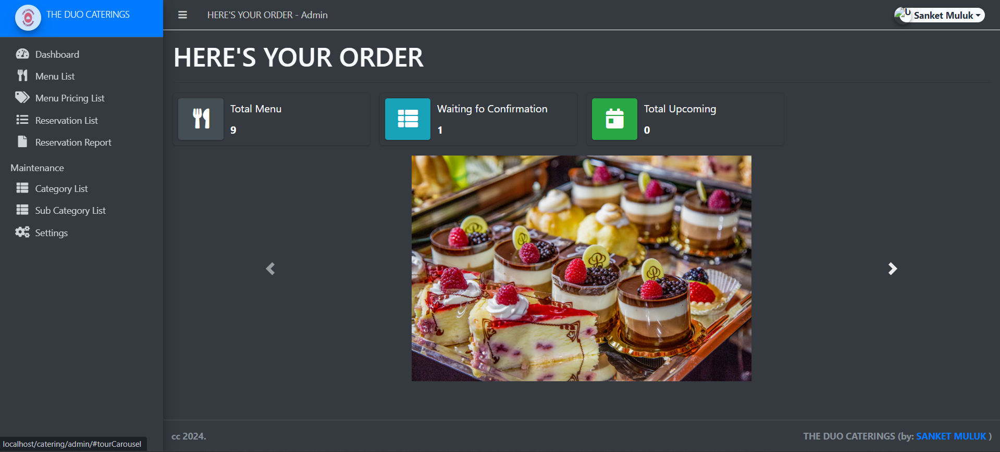 THE DUO CATERINGS
HERE'S YOUR ORDER - Admin
U
Sanket Muluk
Dashboard
Menu List
Menu Pricing List
Reservation List
Reservation Report
Maintenance
Category List
Sub Category List
Settings
HERE'S YOUR ORDER
Total Menu
9
Waiting fo Confirmation
1
Total Upcoming
0
cc 2024.
THE DUO CATERINGS (by: SANKET MULUK )
localhost/catering/admin/#tourCarousel